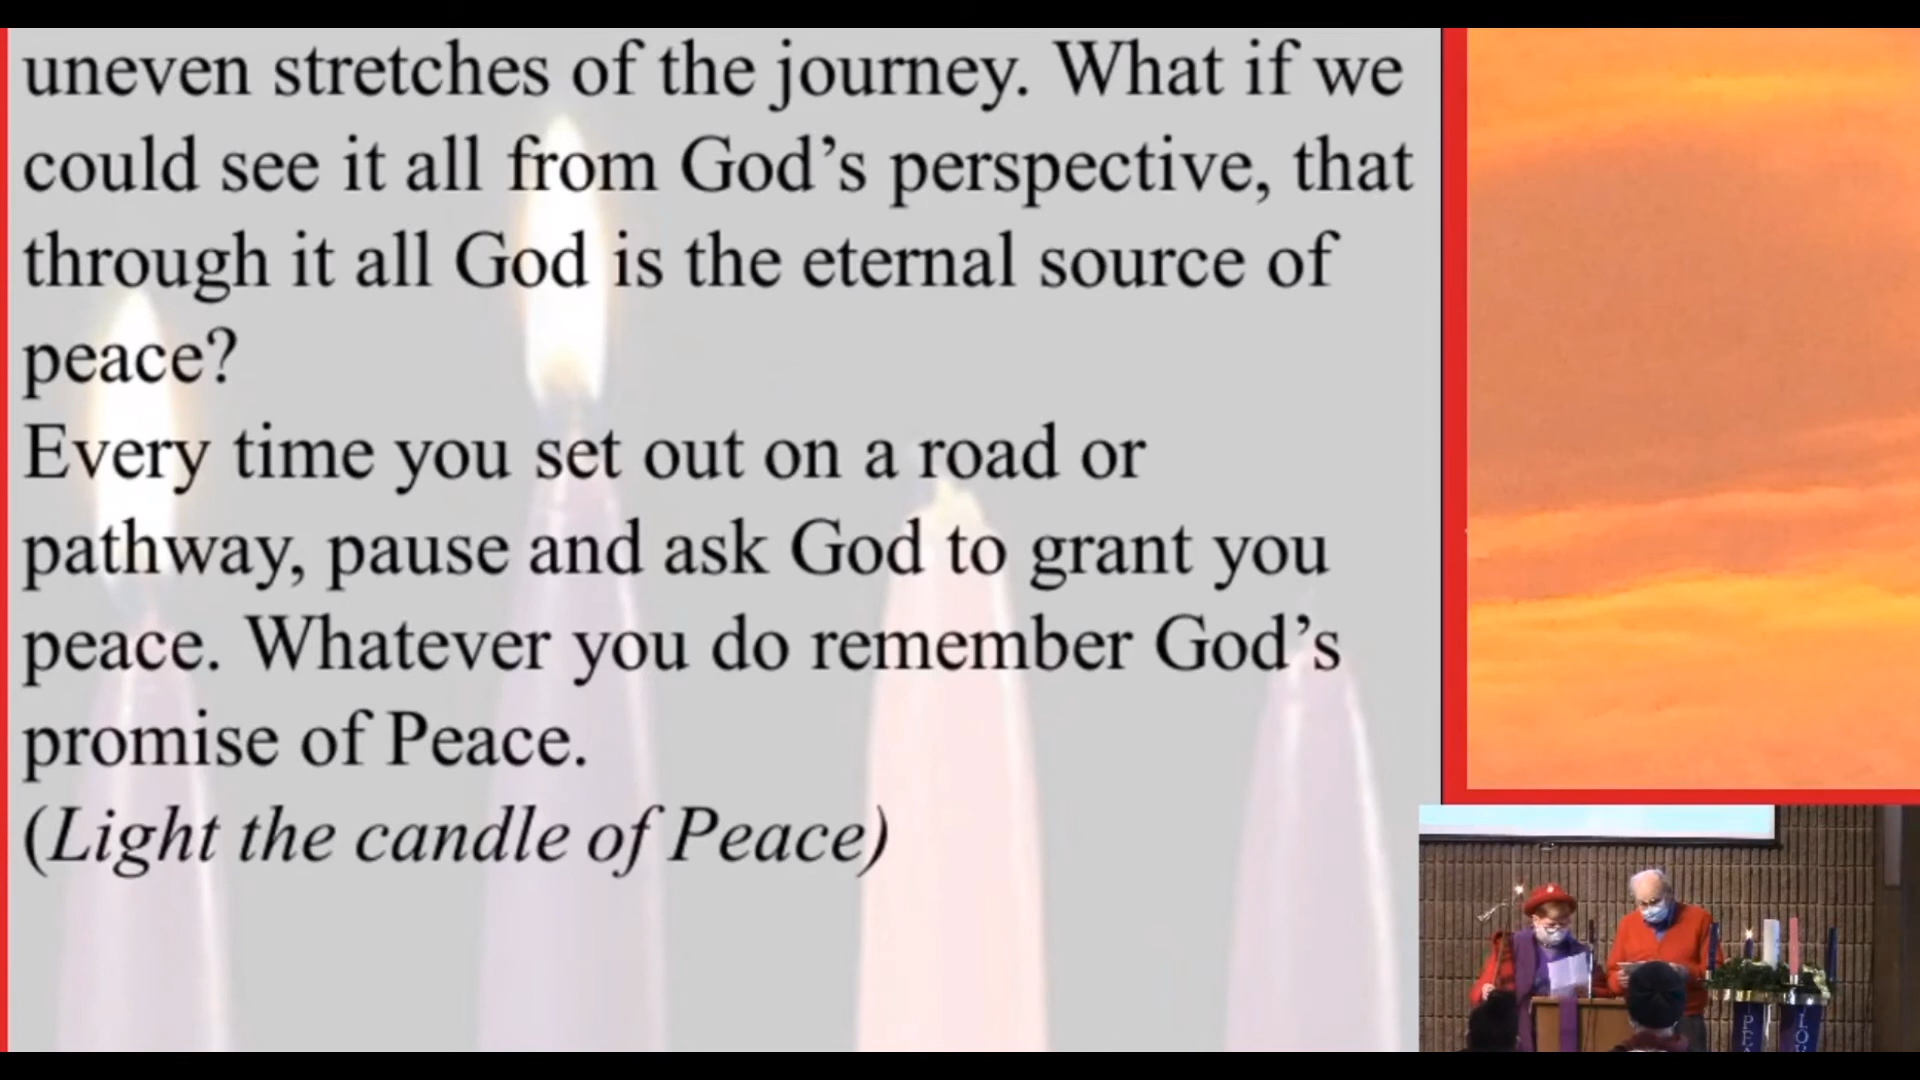 uneven stretches of the journey. What if we
could see it all from God’s perspective, that
through it all God is the eternal source of
peace?
Every time you set out on a road or
pathway, pause and ask God to grant you
peace. Whatever you do remember God’s
promise of Peace.
(Light the candle of Peace)